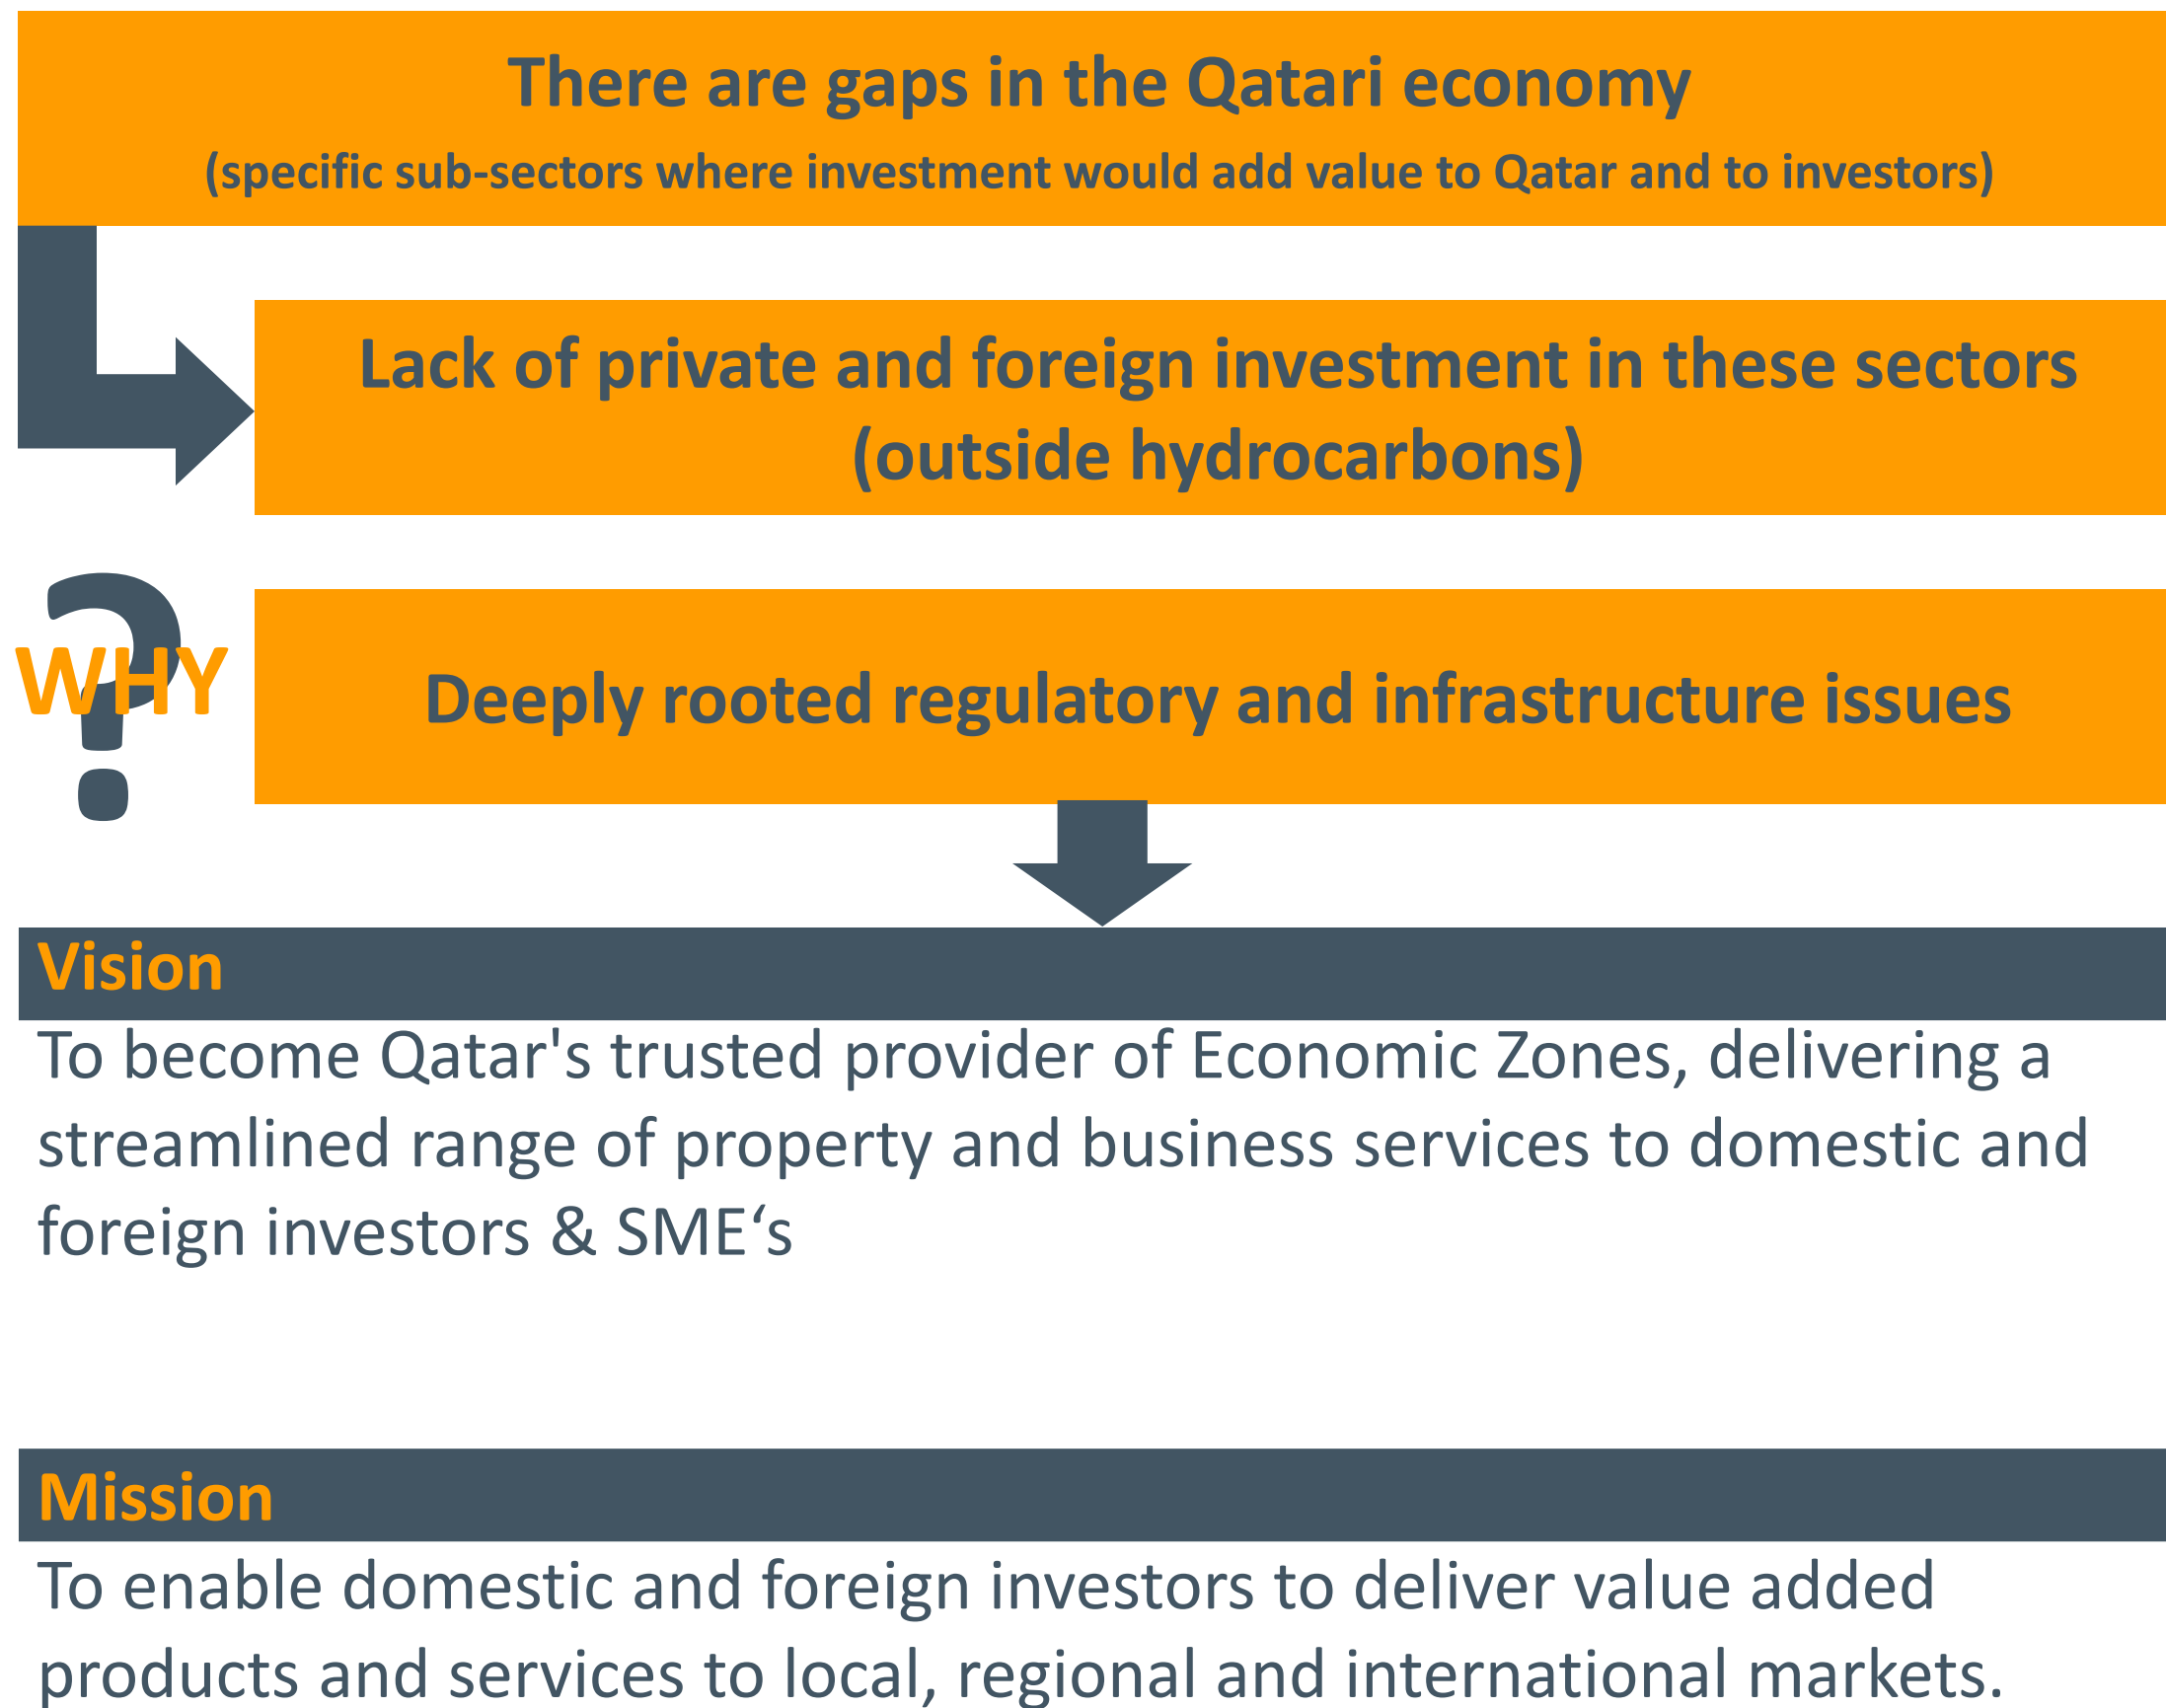 There are gaps in the Qatari economy
(specific sub-sectors where investment would add value to Qatar and to investors)
Lack of private and foreign investment in these sectors
(outside hydrocarbons)
?
WHY
Deeply rooted regulatory and infrastructure issues
Vision
To become Qatar's trusted provider of Economic Zones, delivering a
streamlined range of property and business services to domestic and
foreign investors & SME‘s
Mission
To enable domestic and foreign investors to deliver value added
products and services to local, regional and international markets.